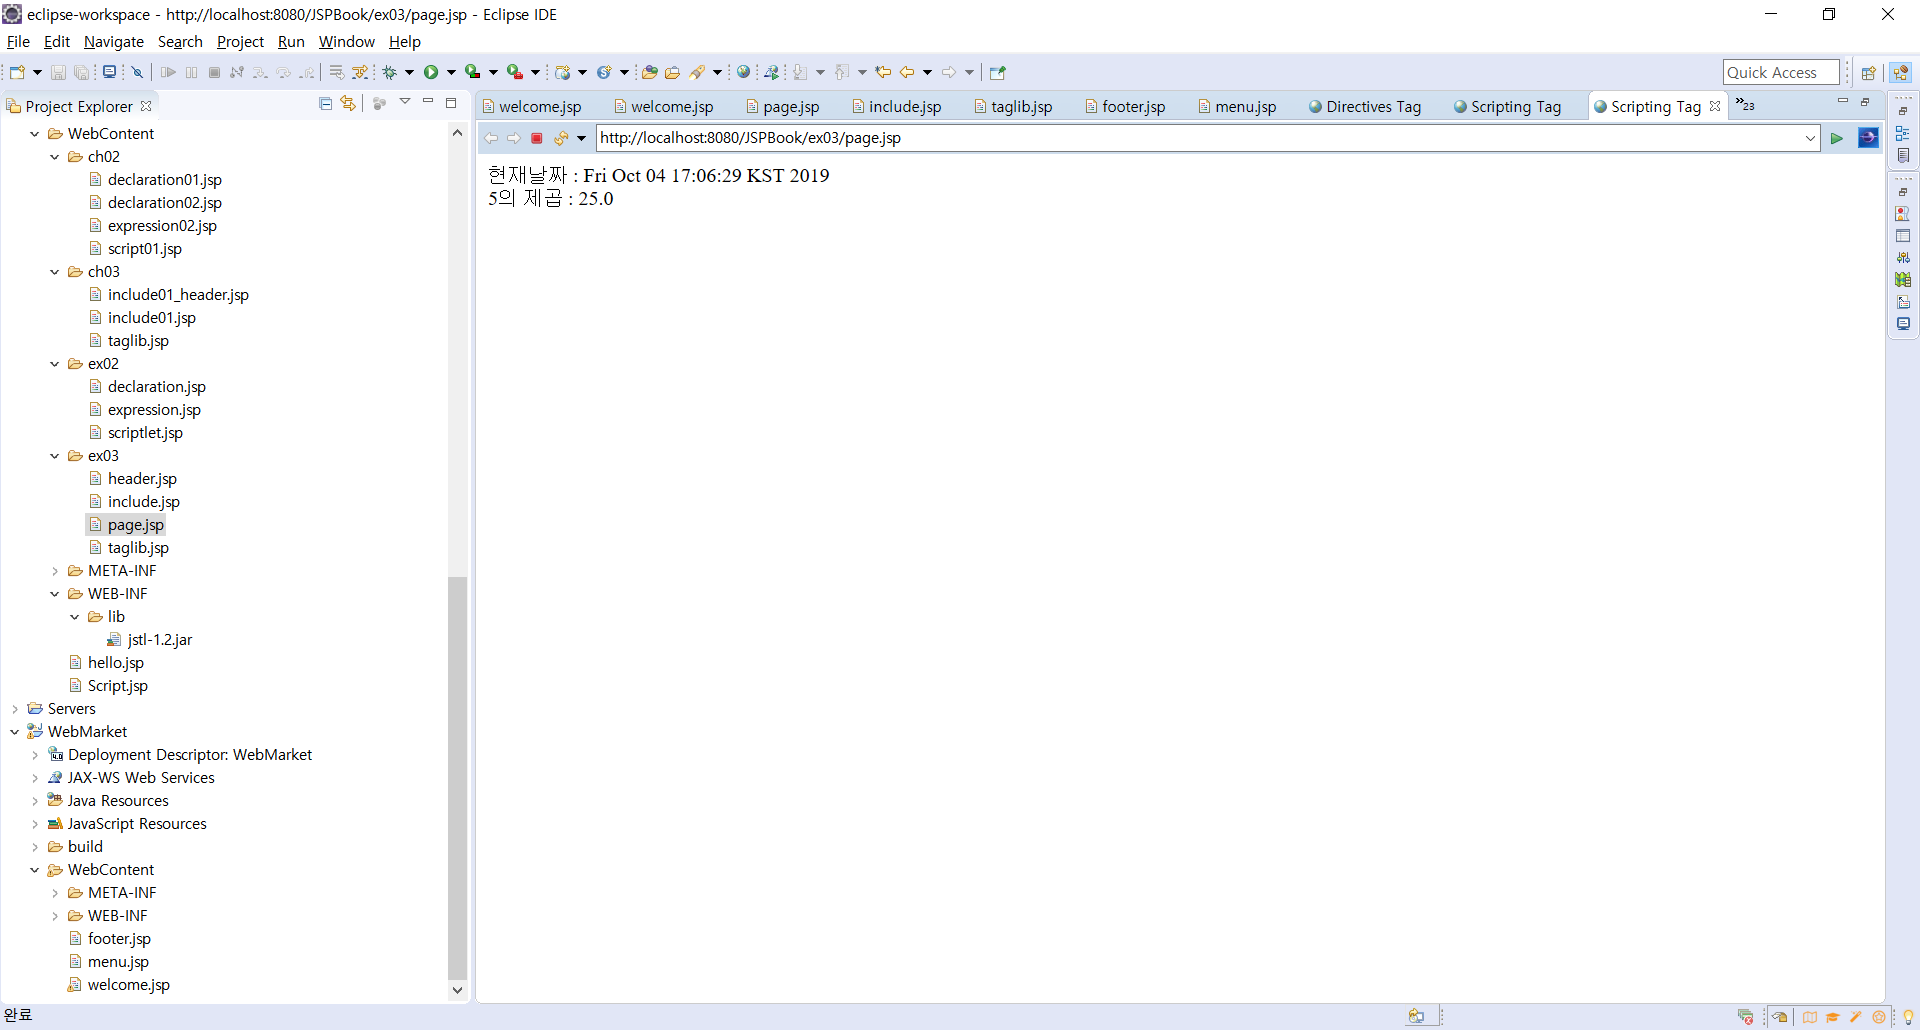 eclipse-workspace - http://localhost:8080/JSPBook/ex03/page.jsp - Eclipse IDE
File Edit Navigate Search Project Run Window Help
Quick Access
Project Explorer
welcome.jsp welcome.jsp page.jsp include.jsp taglib.jsp footer.jsp menu.jsp Directives Tag Scripting Tag Scripting Tag »23
http://localhost:8080/JSPBook/ex03/page.jsp
현재날짜 : Fri Oct 04 17:06:29 KST 2019
5의 제곱 : 25.0
WebContent
ch02
declaration01.jsp
declaration02.jsp
expression02.jsp
script01.jsp
ch03
include01_header.jsp
include01.jsp
taglib.jsp
ex02
declaration.jsp
expression.jsp
scriptlet.jsp
ex03
header.jsp
include.jsp
page.jsp
taglib.jsp
META-INF
WEB-INF
lib
jstl-1.2.jar
hello.jsp
Script.jsp
Servers
WebMarket
Deployment Descriptor: WebMarket
JAX-WS Web Services
Java Resources
JavaScript Resources
build
WebContent
META-INF
WEB-INF
footer.jsp
menu.jsp
welcome.jsp
완료